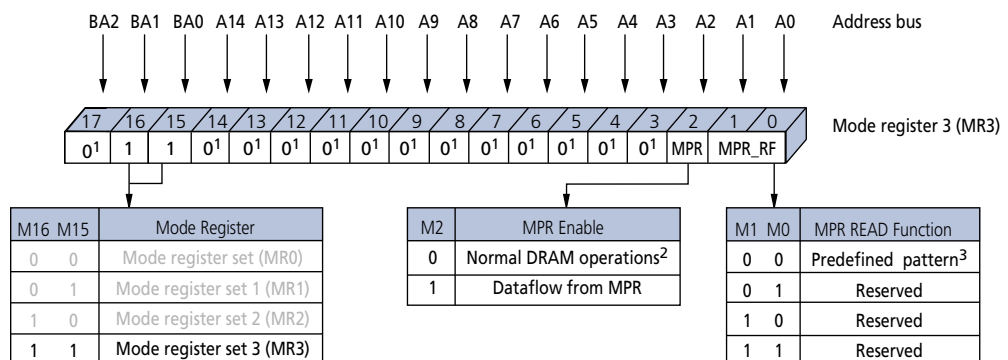 BA2 BA1 BA0 A14 A13 A12 A11 A10 A9 A8 A7 A6 A5 A4 A3 A2 A1 A0 Address bus
17 16 15 14 13 12 11 10 9 8 7 6 5 4 3 2 1 0 Mode register 3 (MR3)
0¹ 1 1 0¹ 0¹ 0¹ 0¹ 0¹ 0¹ 0¹ 0¹ 0¹ 0¹ 0¹ 0¹ MPR MPR_RF
M16 M15 Mode Register
0 0 Mode register set (MR0)
0 1 Mode register set 1 (MR1)
1 0 Mode register set 2 (MR2)
1 1 Mode register set 3 (MR3)
M2 MPR Enable
0 Normal DRAM operations²
1 Dataflow from MPR
M1 M0 MPR READ Function
0 0 Predefined pattern³
0 1 Reserved
1 0 Reserved
1 1 Reserved